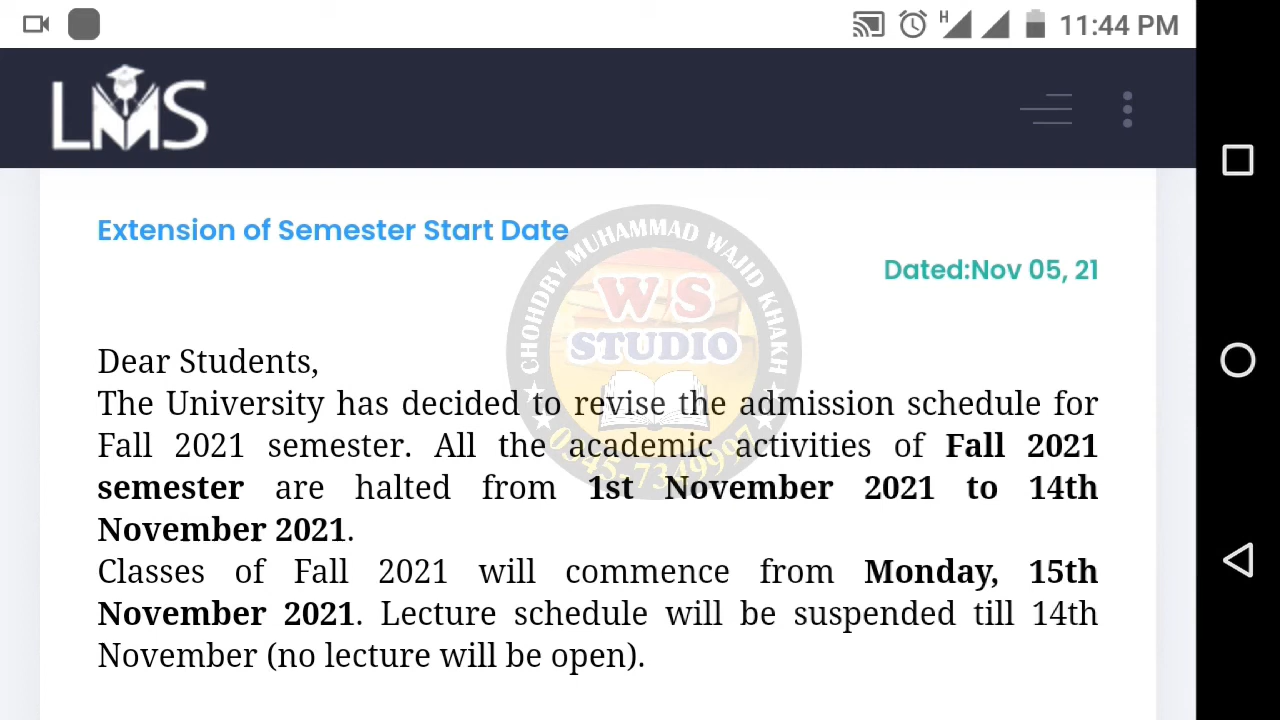 H 11:44 PM
LMS
Extension of Semester Start Date
Dated:Nov 05, 21
CHOHDRY MUHAMMAD WAJID KHAKH
WS
STUDIO
0345-7349997
Dear Students,
The University has decided to revise the admission schedule for
Fall 2021 semester. All the academic activities of Fall 2021
semester are halted from 1st November 2021 to 14th
November 2021.
Classes of Fall 2021 will commence from Monday, 15th
November 2021. Lecture schedule will be suspended till 14th
November (no lecture will be open).